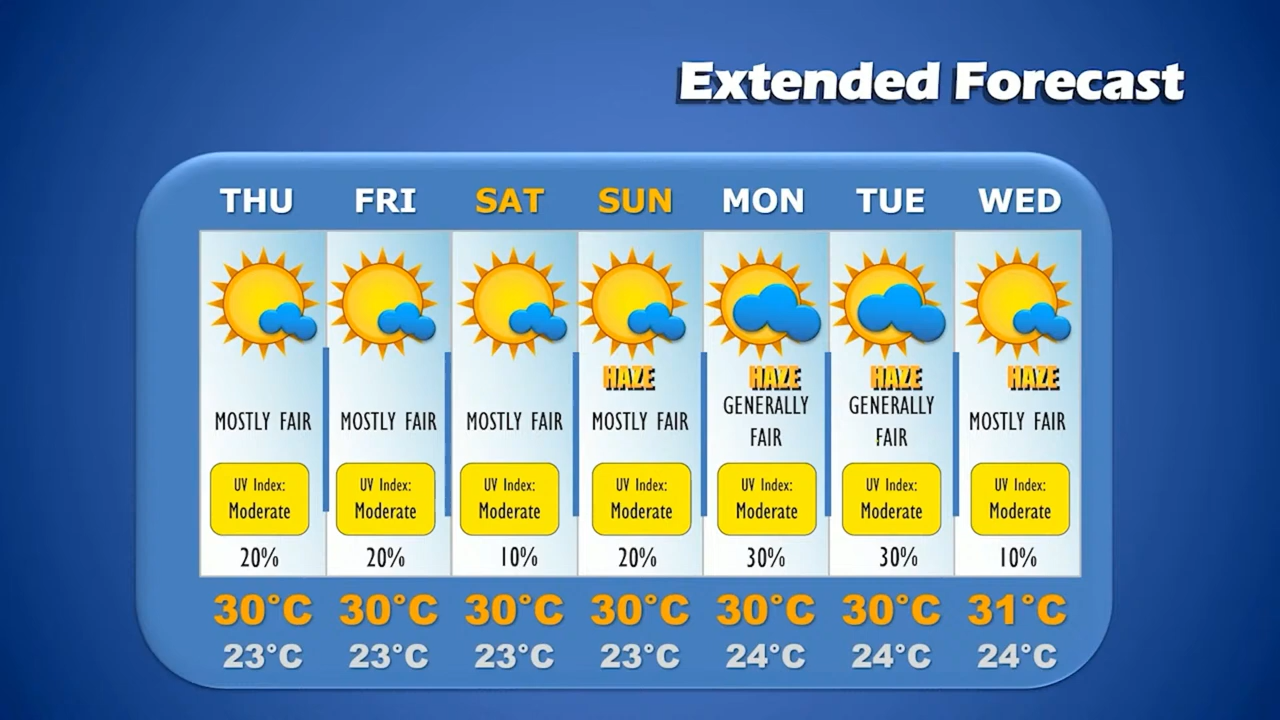 Extended Forecast
THU FRI SAT SUN MON TUE WED
HAZE HAZE HAZE HAZE
MOSTLY FAIR MOSTLY FAIR MOSTLY FAIR MOSTLY FAIR GENERALLY FAIR GENERALLY FAIR MOSTLY FAIR
UV Index: UV Index: UV Index: UV Index: UV Index: UV Index: UV Index:
Moderate Moderate Moderate Moderate Moderate Moderate Moderate
20% 20% 10% 20% 30% 30% 10%
30°C 30°C 30°C 30°C 30°C 30°C 31°C
23°C 23°C 23°C 23°C 24°C 24°C 24°C